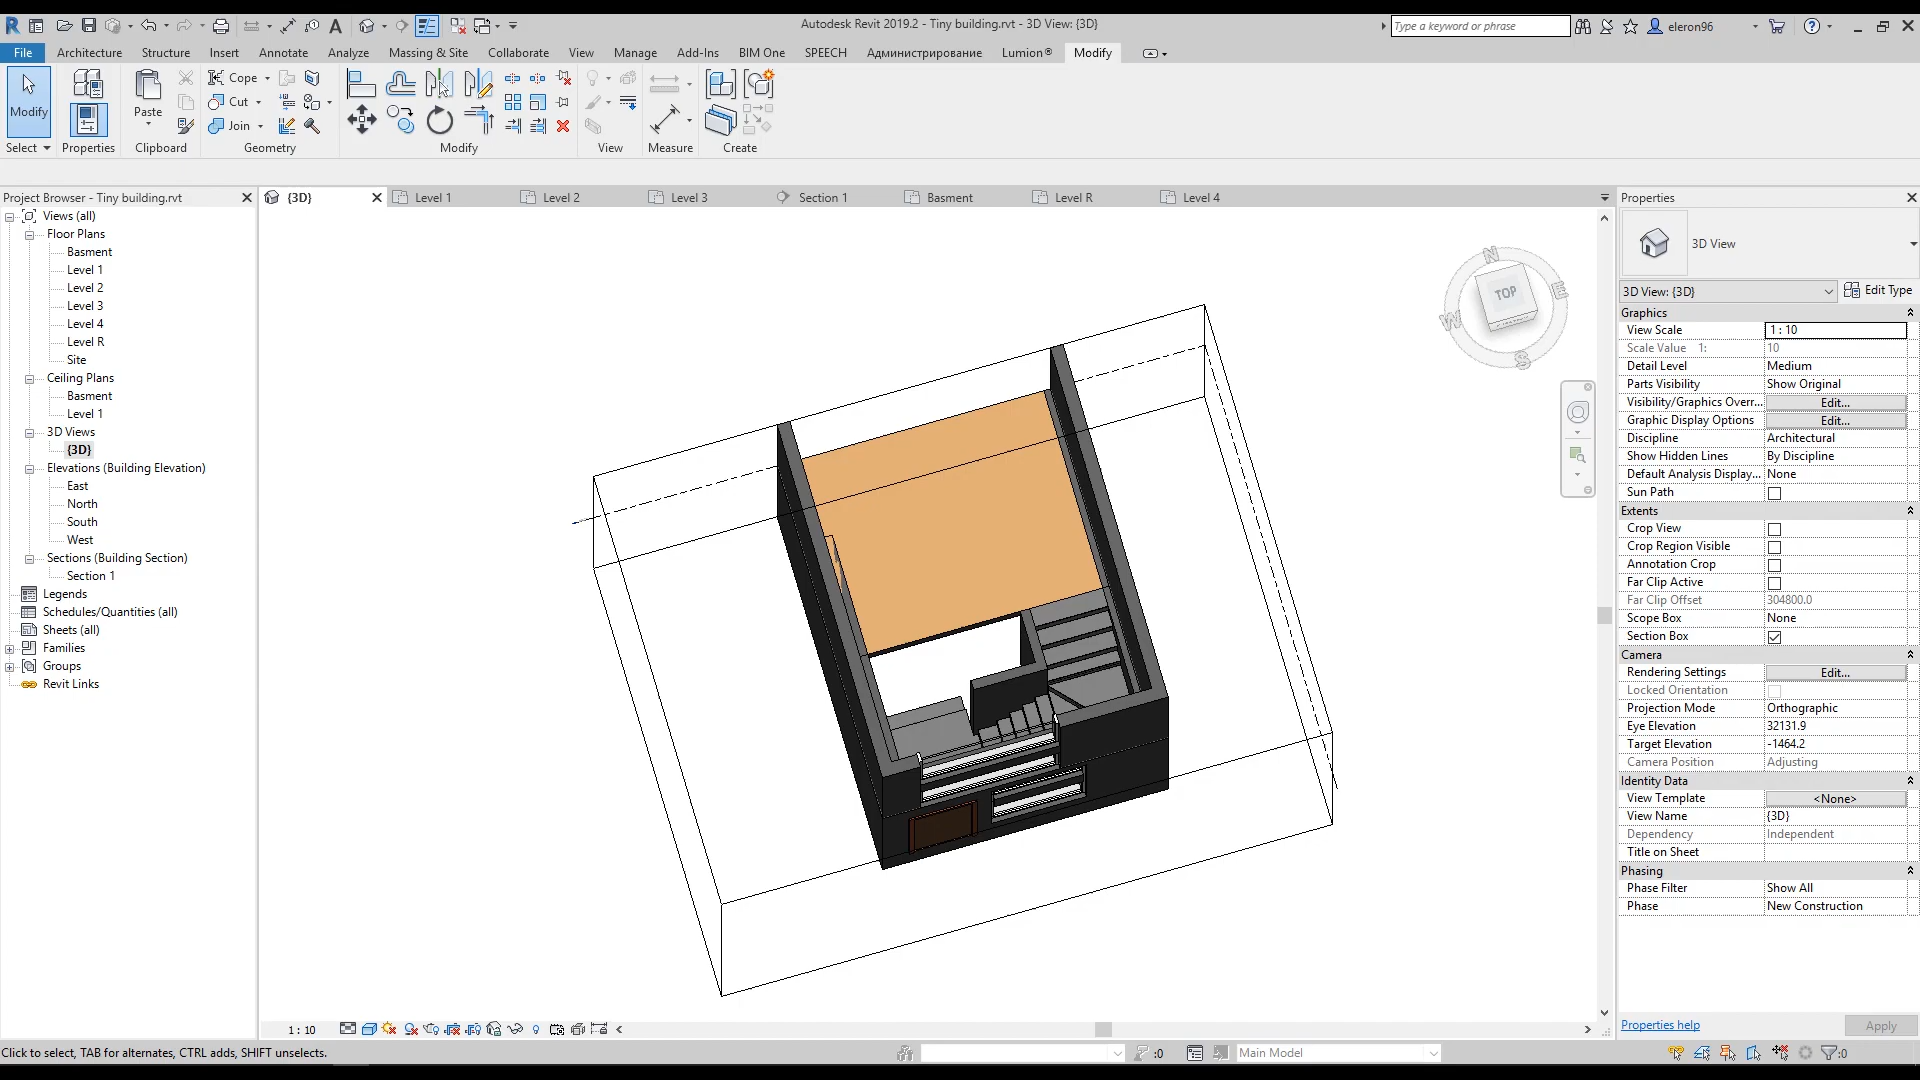 Autodesk Revit 2019.2 - Tiny building.rvt - 3D View: {3D}
Type a keyword or phrase
eleron96
File Architecture Structure Insert Annotate Analyze Massing & Site Collaborate View Manage Add-Ins BIM One SPEECH Администрирование Lumion® Modify
Modify
Paste
Cope
Cut
Join
Select Properties Clipboard Geometry Modify View Measure Create
Project Browser - Tiny building.rvt
{3D} Level 1 Level 2 Level 3 Section 1 Basment Level R Level 4
Views (all)
Floor Plans
Basment
Level 1
Level 2
Level 3
Level 4
Level R
Site
Ceiling Plans
Basment
Level 1
3D Views
{3D}
Elevations (Building Elevation)
East
North
South
West
Sections (Building Section)
Section 1
Legends
Schedules/Quantities (all)
Sheets (all)
Families
Groups
Revit Links
N
E
S
W
TOP
Properties
3D View
3D View: {3D} Edit Type
Graphics
View Scale 1 : 10
Scale Value 1: 10
Detail Level Medium
Parts Visibility Show Original
Visibility/Graphics Overr... Edit...
Graphic Display Options Edit...
Discipline Architectural
Show Hidden Lines By Discipline
Default Analysis Display... None
Sun Path
Extents
Crop View
Crop Region Visible
Annotation Crop
Far Clip Active
Far Clip Offset 304800.0
Scope Box None
Section Box
Camera
Rendering Settings Edit...
Locked Orientation
Projection Mode Orthographic
Eye Elevation 32131.9
Target Elevation -1464.2
Camera Position Adjusting
Identity Data
View Template <None>
View Name {3D}
Dependency Independent
Title on Sheet
Phasing
Phase Filter Show All
Phase New Construction
Properties help Apply
1 : 10
Click to select, TAB for alternates, CTRL adds, SHIFT unselects.
:0
Main Model
:0